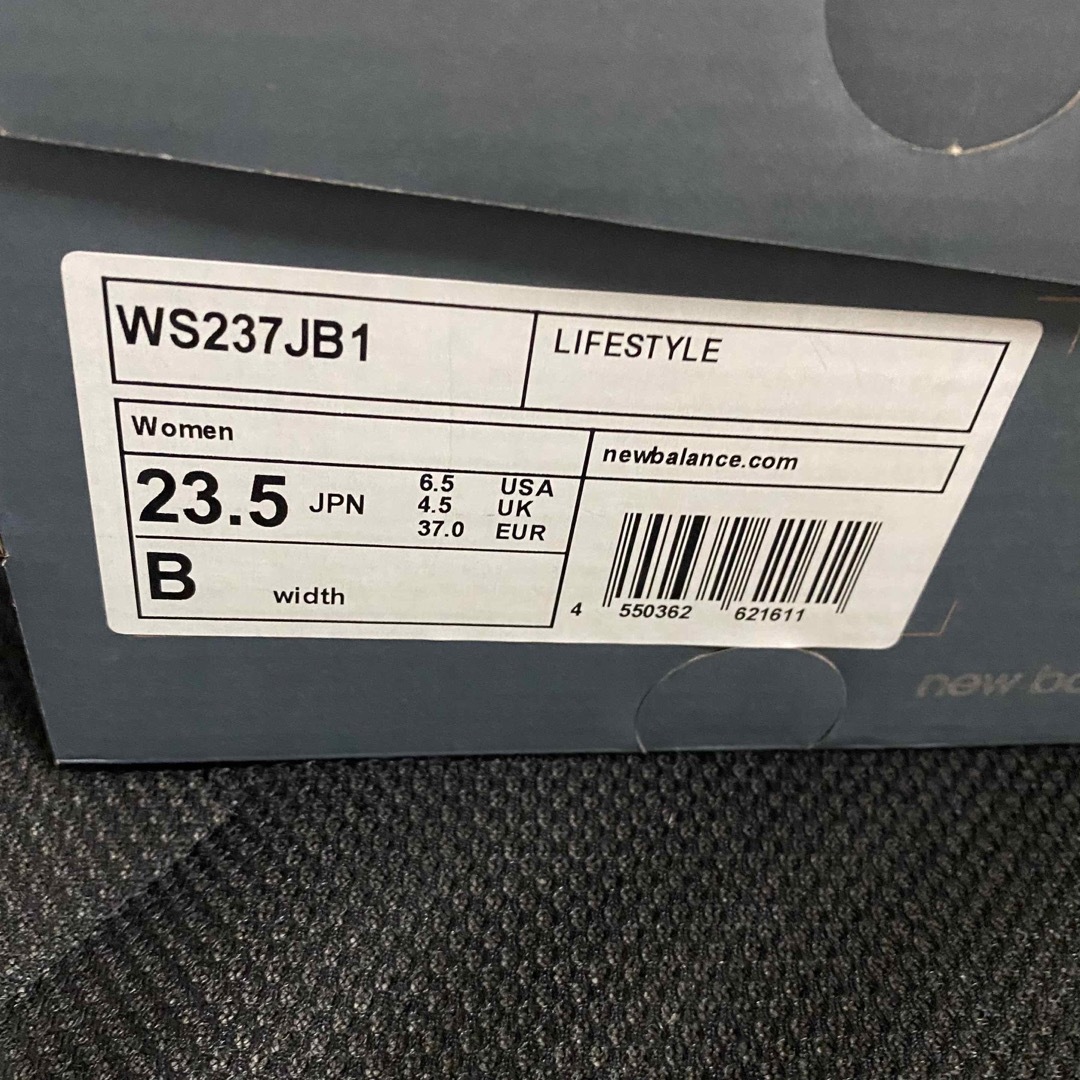 WS237JB1
LIFESTYLE
Women
newbalance.com
23.5 JPN
6.5 USA
4.5 UK
37.0 EUR
B width
4 550362 621611
new ba